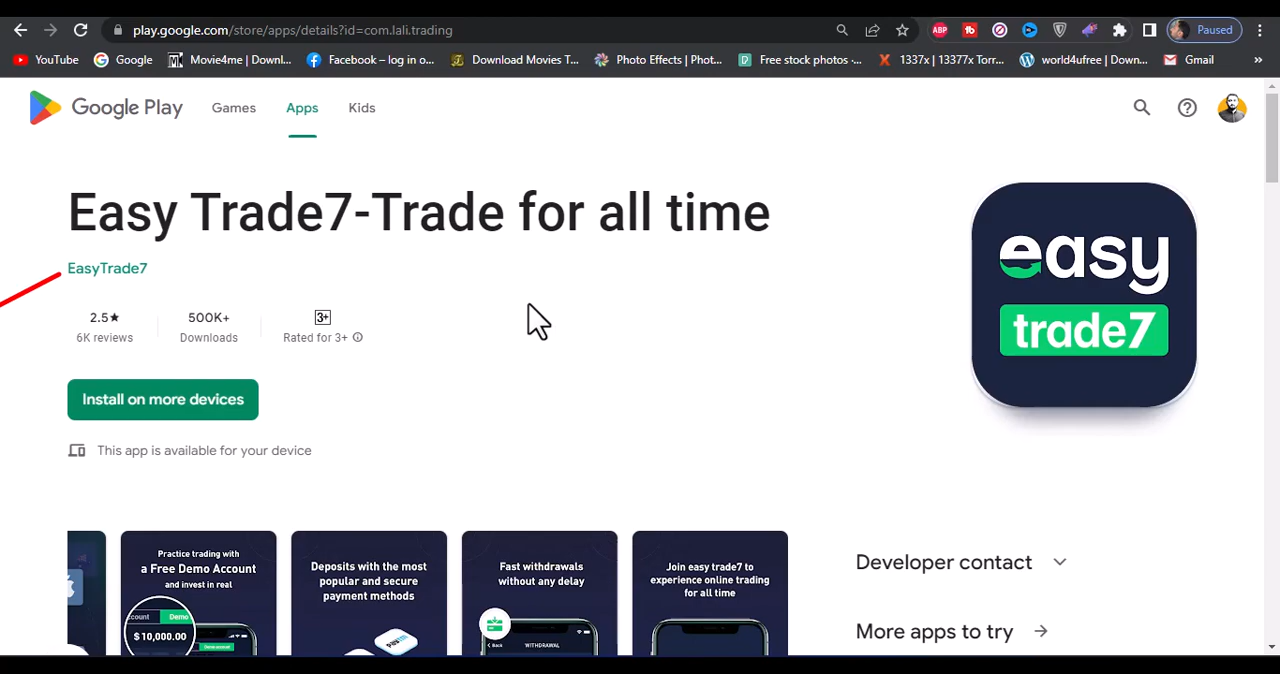 play.google.com/store/apps/details?id=com.lali.trading
ABP
Paused
YouTube
Google
Movie4me | Downl...
Facebook – log in o...
Download Movies T...
Photo Effects | Phot...
Free stock photos -...
1337x | 13377x Torr...
world4ufree | Down...
Gmail
»
Google Play
Games
Apps
Kids
Easy Trade7-Trade for all time
EasyTrade7
2.5★
6K reviews
500K+
Downloads
3+
Rated for 3+
Install on more devices
This app is available for your device
easy
trade7
Practice trading with
a Free Demo Account
and invest in real
count
Demo
$ 10,000.00
Deposits with the most
popular and secure
payment methods
Fast withdrawals
without any delay
Back
WITHDRAWAL
Join easy trade7 to
experience online trading
for all time
Developer contact
More apps to try